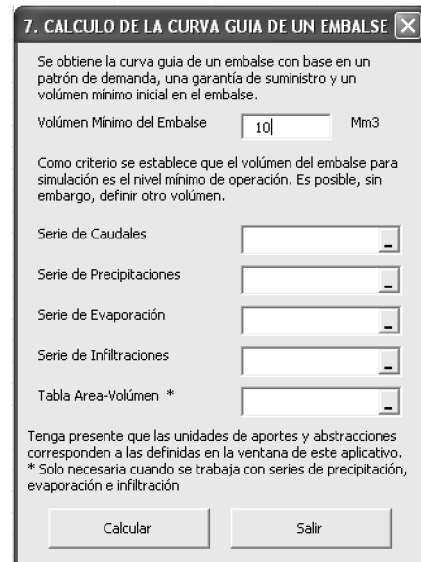 7. CALCULO DE LA CURVA GUIA DE UN EMBALSE
Se obtiene la curva guia de un embalse con base en un
patrón de demanda, una garantía de suministro y un
volúmen mínimo inicial en el embalse.
Volúmen Mínimo del Embalse 10 Mm3
Como criterio se establece que el volúmen del embalse para
simulación es el nivel mínimo de operación. Es posible, sin
embargo, definir otro volúmen.
Serie de Caudales
Serie de Precipitaciones
Serie de Evaporación
Serie de Infiltraciones
Tabla Area-Volúmen *
Tenga presente que las unidades de aportes y abstracciones
corresponden a las definidas en la ventana de este aplicativo.
* Solo necesaria cuando se trabaja con series de precipitación,
evaporación e infiltración
Calcular Salir